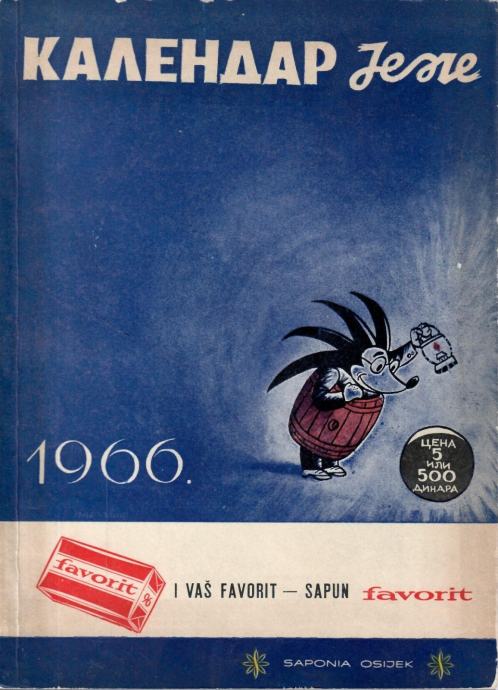 КАЛЕНДАР Јеже
1966.
ЦЕНА
5
ИЛИ
500
ДИНАРА
favorit
%
I VAŠ FAVORIT — SAPUN favorit
SAPONIA OSIJEK